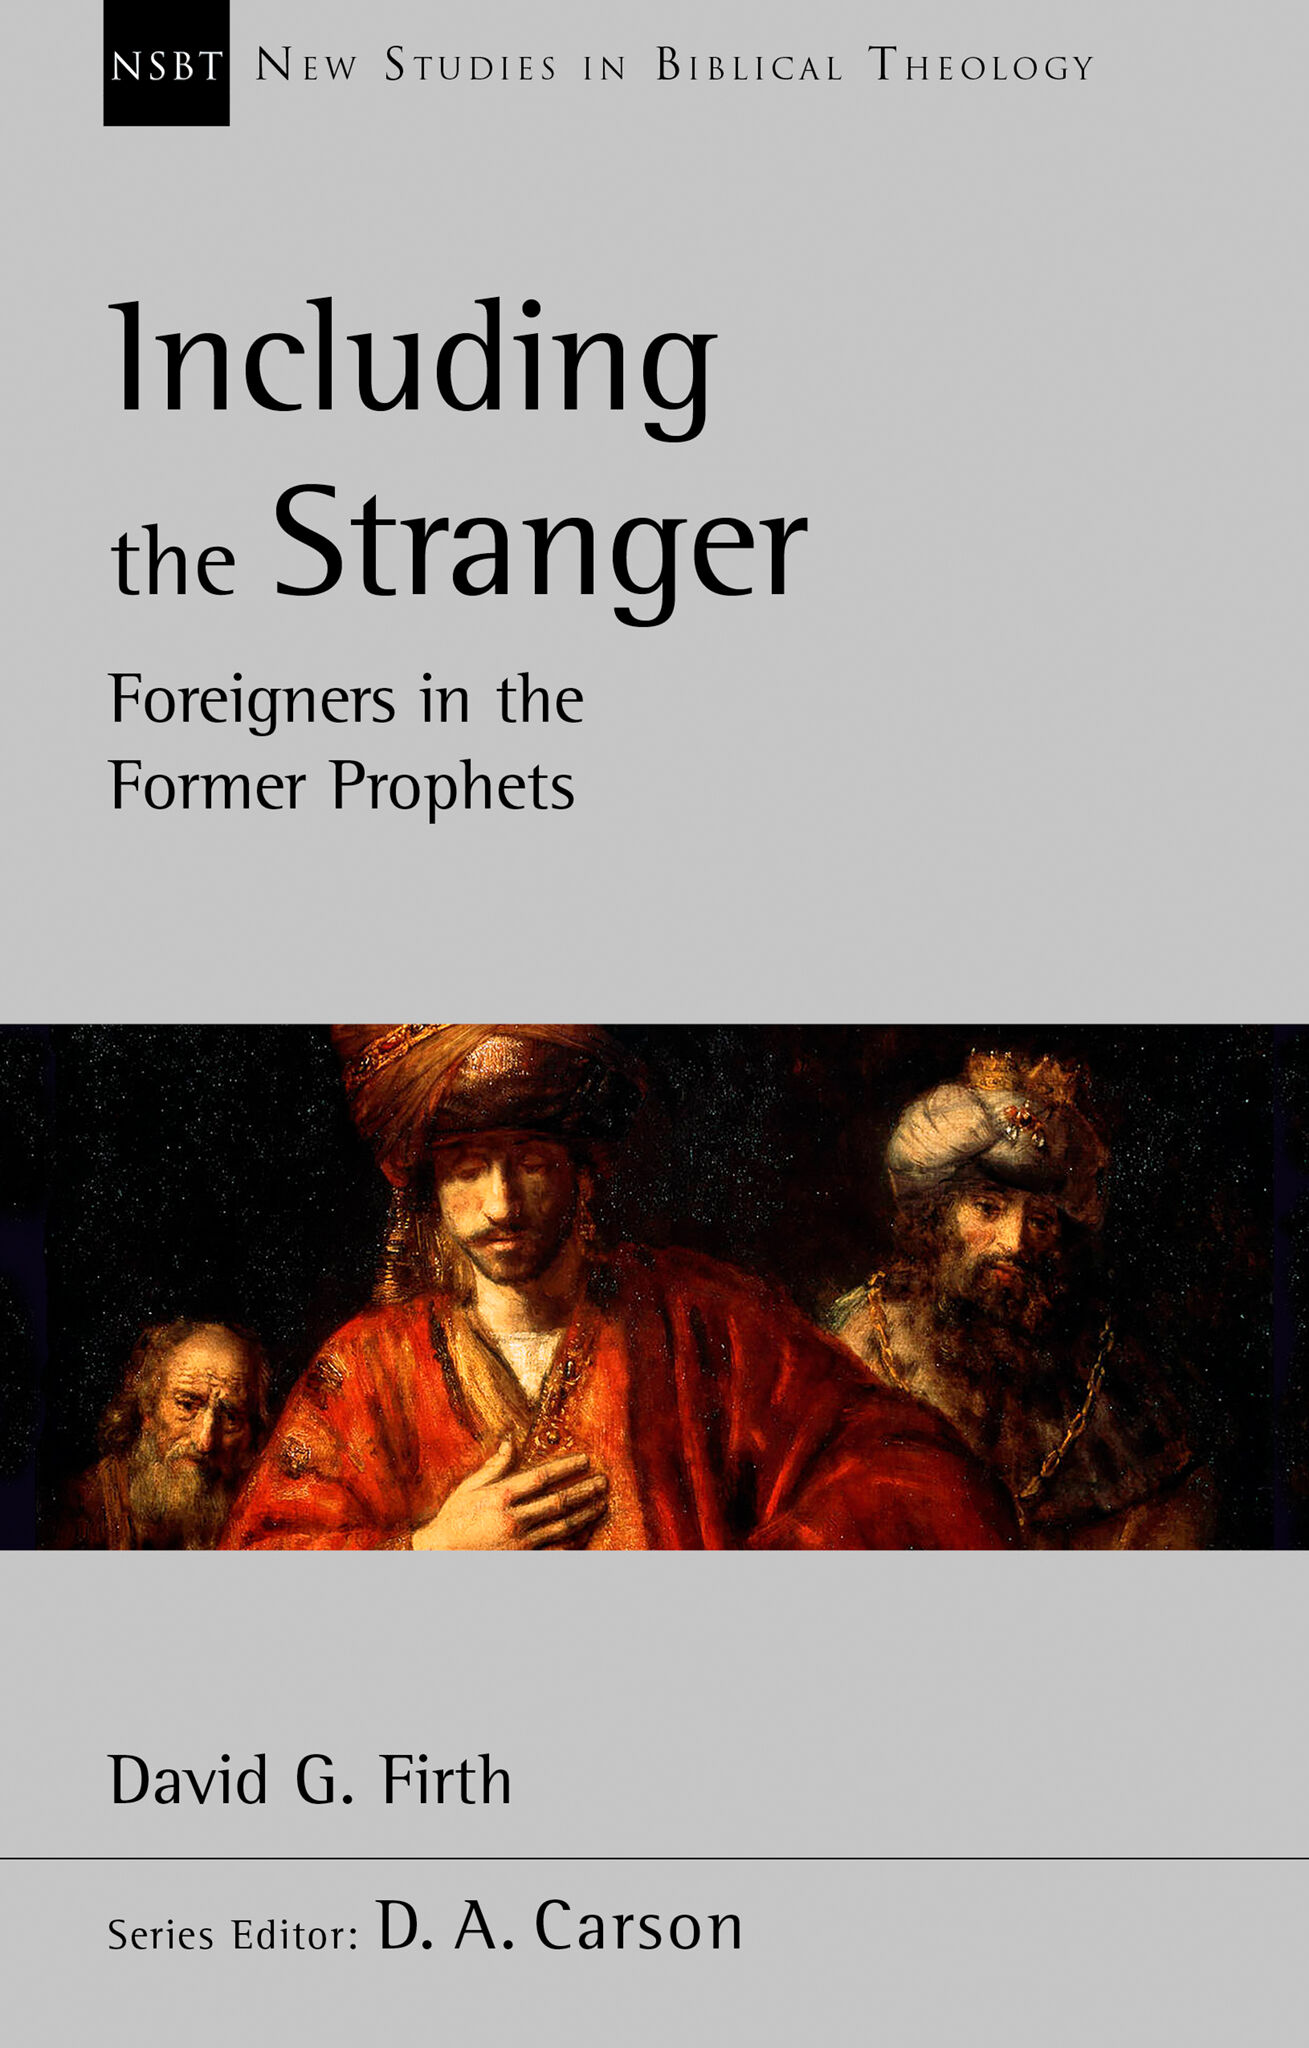 NSBT New Studies in Biblical Theology
Including
the Stranger
Foreigners in the
Former Prophets
David G. Firth
Series Editor: D. A. Carson